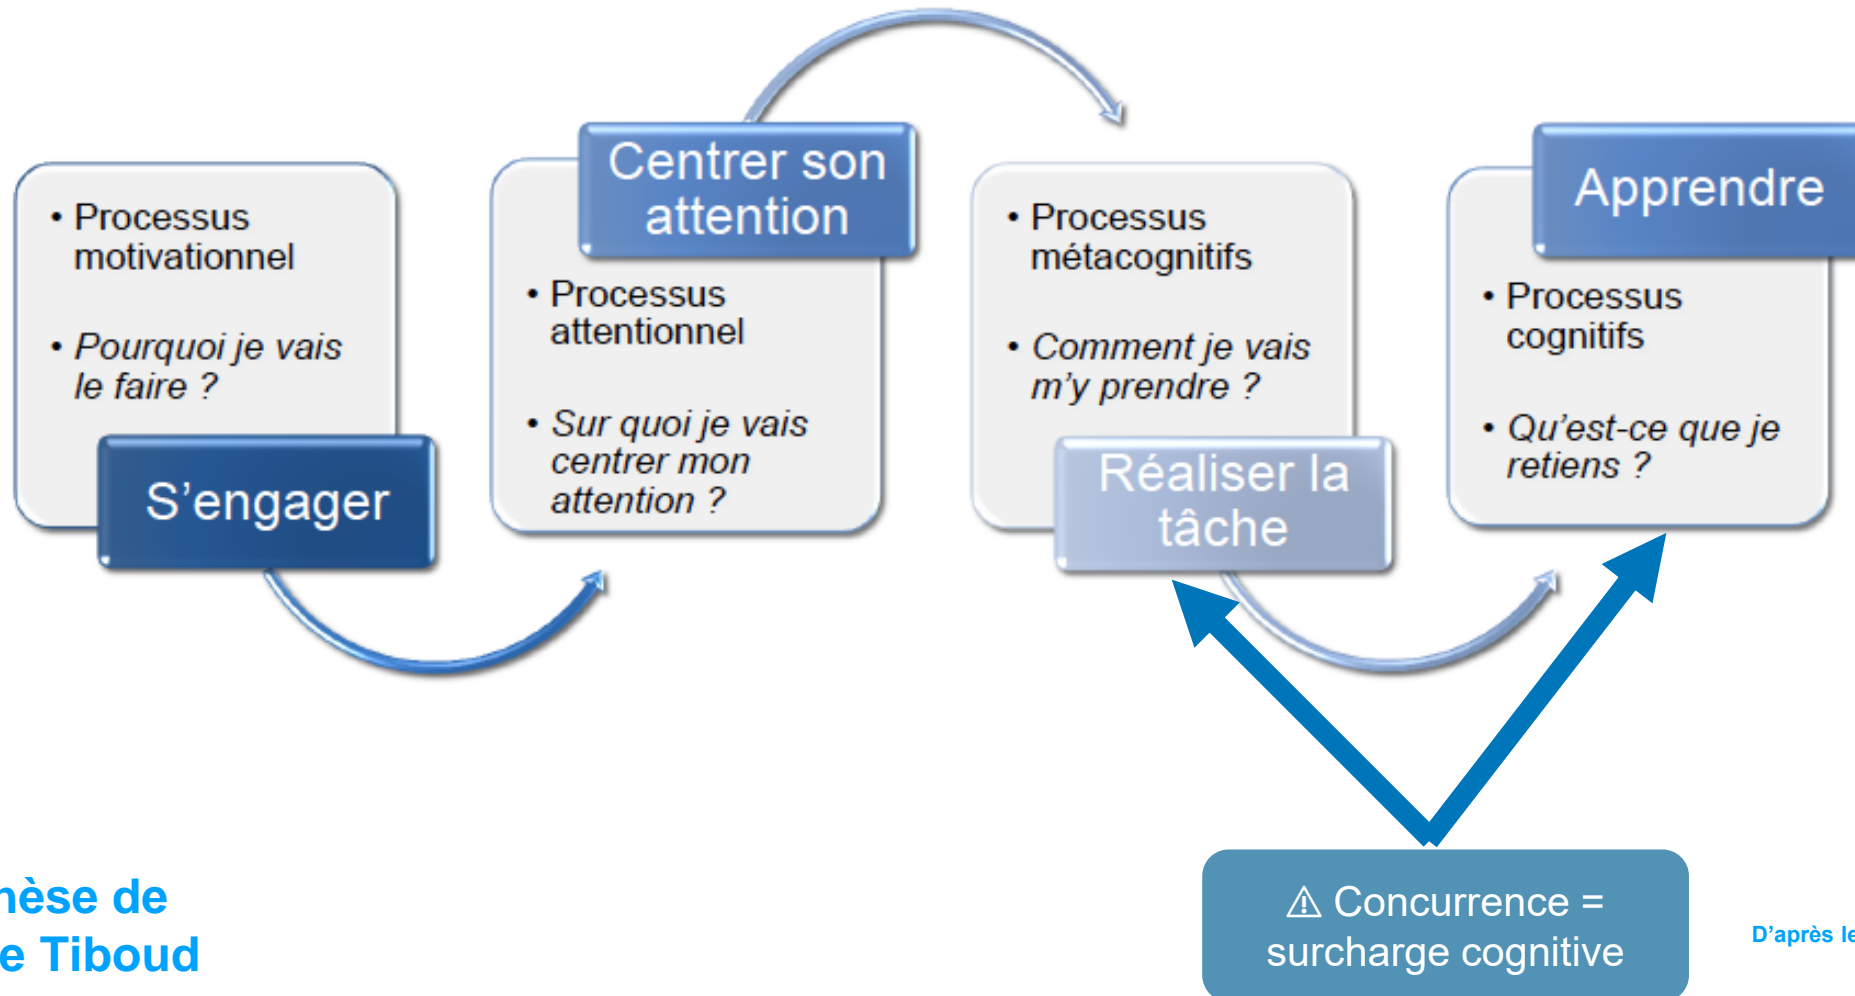 • Processus
motivationnel
• Pourquoi je vais
le faire ?
S'engager
Centrer son
attention
• Processus
attentionnel
• Sur quoi je vais
centrer mon
attention ?
• Processus
métacognitifs
• Comment je vais
m'y prendre ?
Réaliser la
tâche
Apprendre
• Processus
cognitifs
• Qu'est-ce que je
retiens ?
⚠ Concurrence =
surcharge cognitive
de
Tiboud
D'après